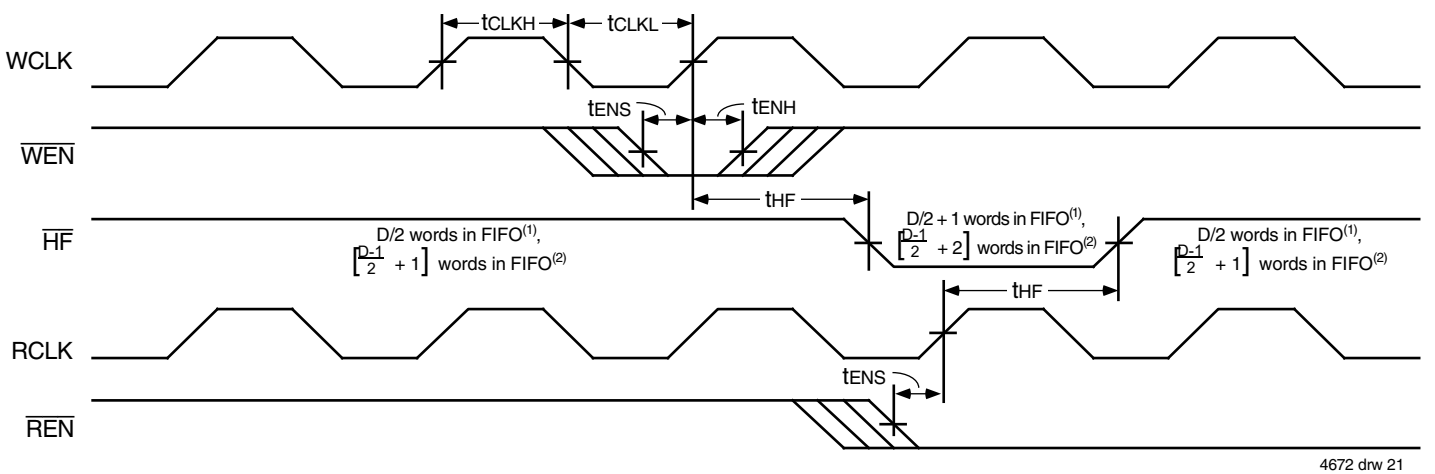 tCLKH
tCLKL
WCLK
tENS
tENH
WEN
tHF
HF
D/2 words in FIFO(1),
[D-1/2 + 1] words in FIFO(2)
D/2 + 1 words in FIFO(1),
[D-1/2 + 2] words in FIFO(2)
D/2 words in FIFO(1),
[D-1/2 + 1] words in FIFO(2)
tHF
RCLK
tENS
REN
4672 drw 21